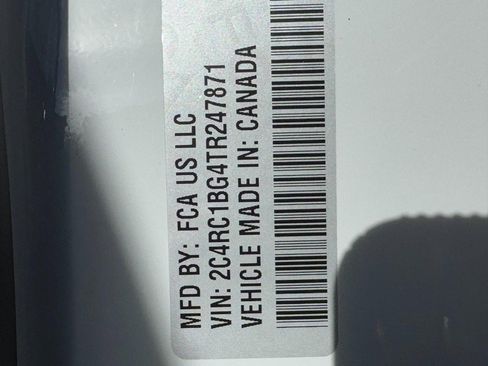 MFD BY: FCA US LLC
VIN: 2C4RC1BG4TR247871
VEHICLE MADE IN: CANADA